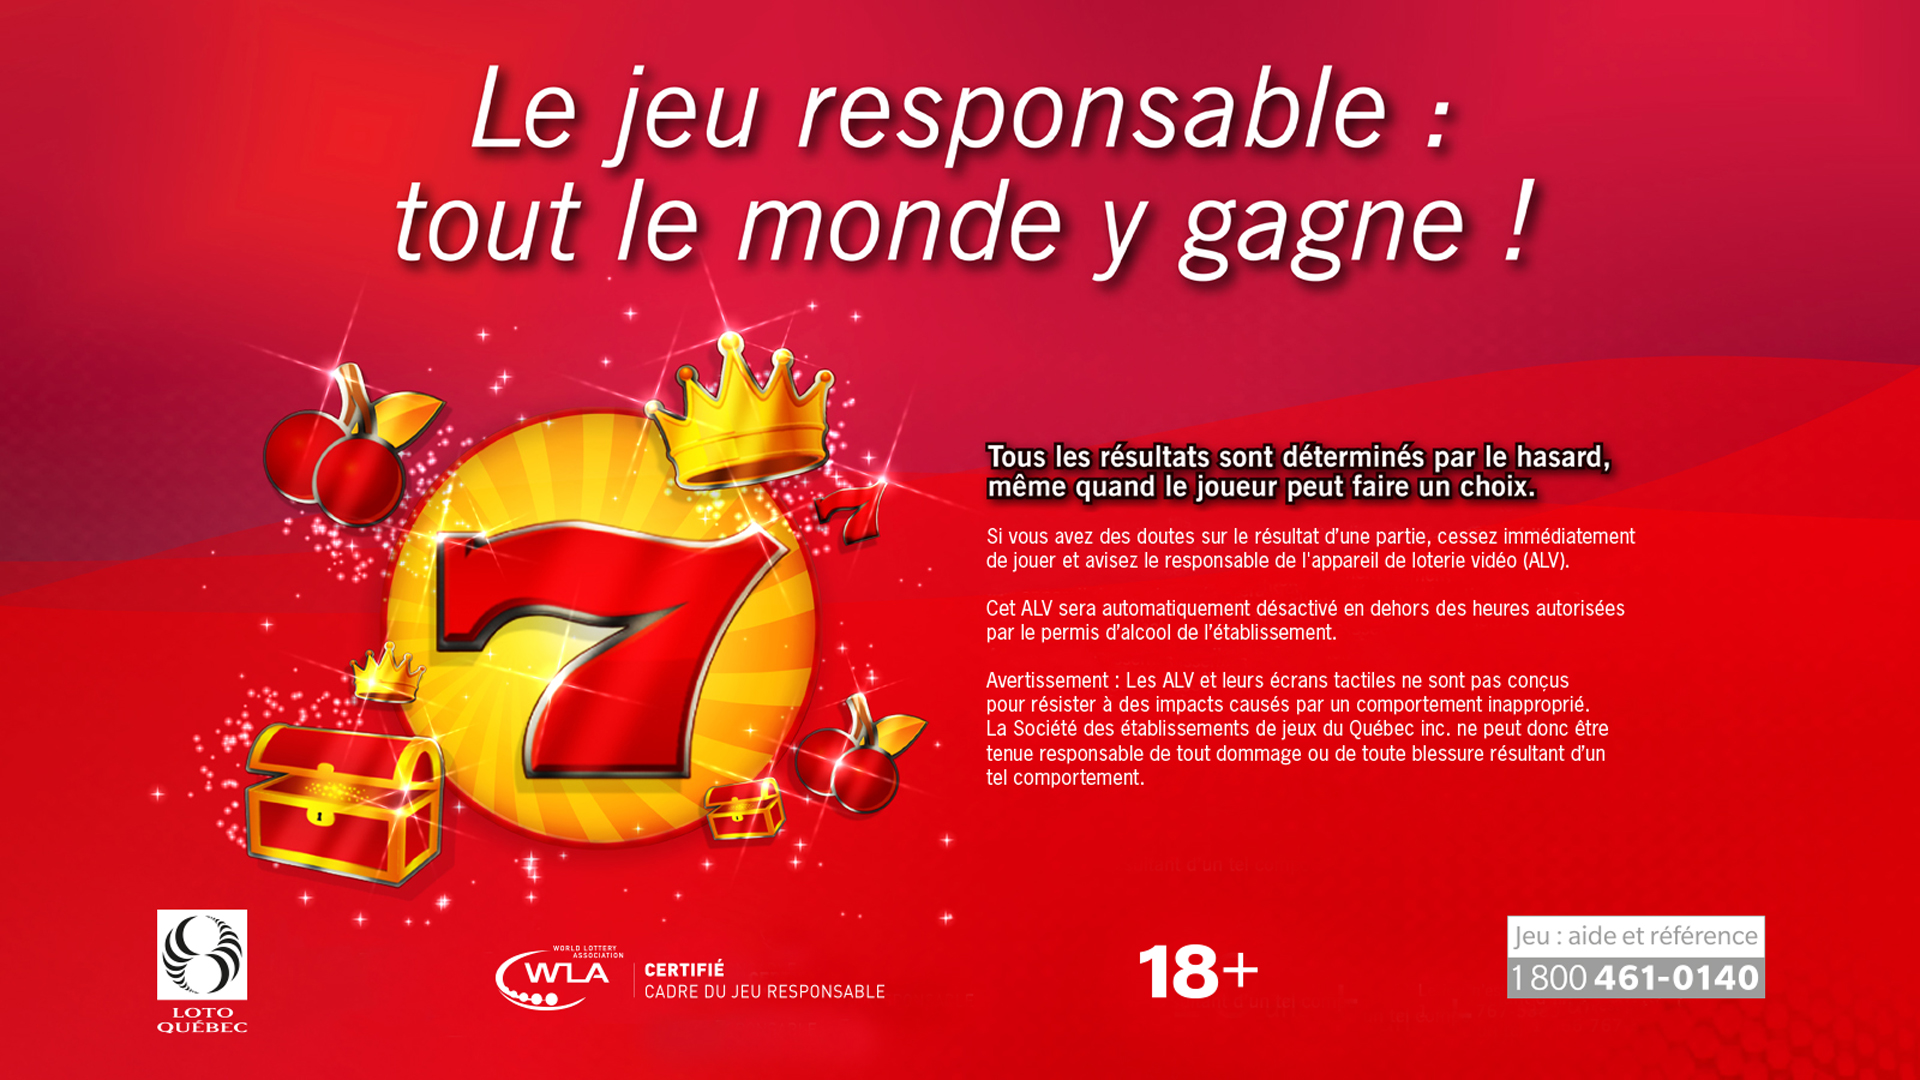 Le jeu responsable :
tout le monde y gagne !
7
7
Tous les résultats sont déterminés par le hasard,
même quand le joueur peut faire un choix.
Si vous avez des doutes sur le résultat d'une partie, cessez immédiatement
de jouer et avisez le responsable de l'appareil de loterie vidéo (ALV).
Cet ALV sera automatiquement désactivé en dehors des heures autorisées
par le permis d'alcool de l'établissement.
Avertissement : Les ALV et leurs écrans tactiles ne sont pas conçus
pour résister à des impacts causés par un comportement inapproprié.
La Société des établissements de jeux du Québec inc. ne peut donc être
tenue responsable de tout dommage ou de toute blessure résultant d'un
tel comportement.
LOTO
QUÉBEC
WORLD LOTTERY
ASSOCIATION
WLA
CERTIFIÉ
CADRE DU JEU RESPONSABLE
18+
Jeu : aide et référence
1 800 461-0140